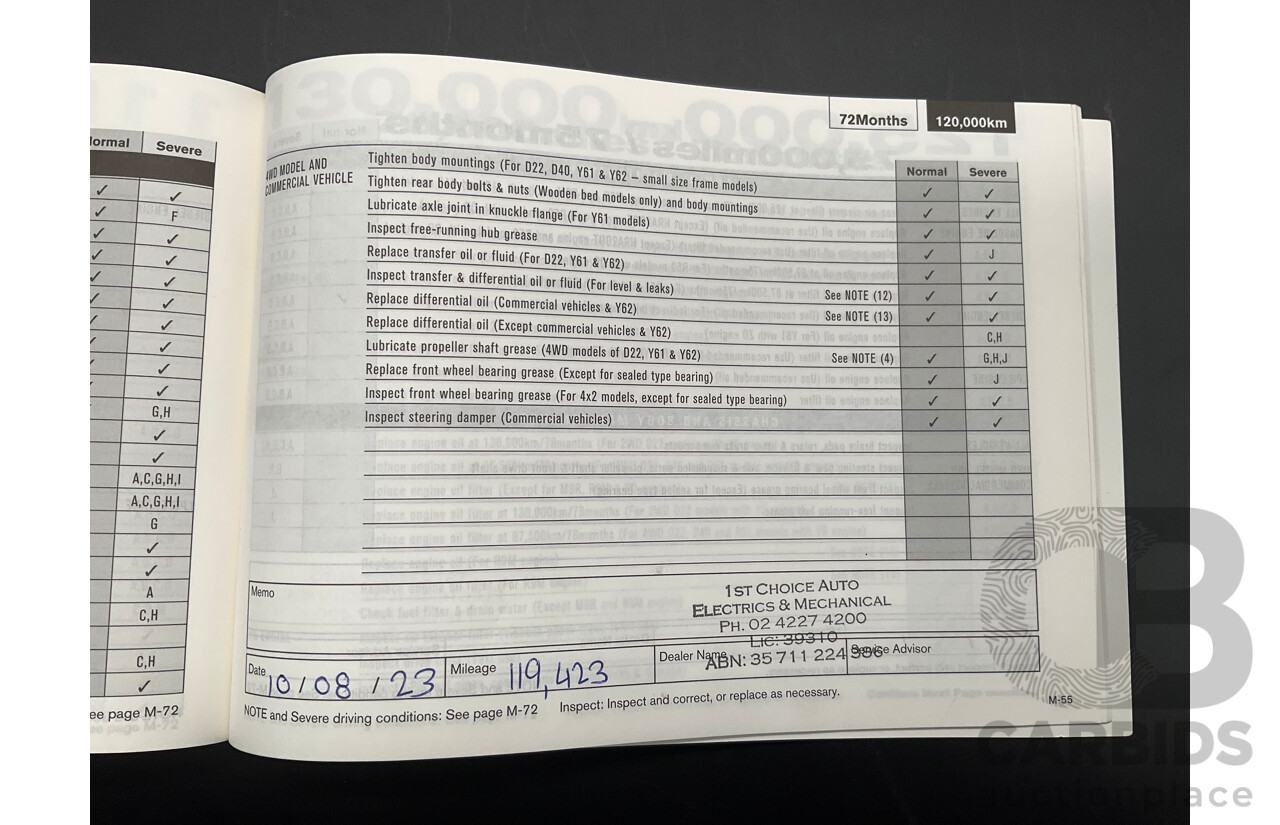 ormal Severe
✓ ✓
✓ F
✓ ✓
✓ ✓
✓ ✓
✓ ✓
✓ ✓
✓ ✓
✓ ✓
✓ ✓
G,H
✓
✓
A,C,G,H,I
A,C,G,H,I
G
✓
✓
A
C,H
C,H
✓
ee page M-72
72Months 120,000km
Normal Severe
4WD MODEL AND
COMMERCIAL VEHICLE
Tighten body mountings (For D22, D40, Y61 & Y62 – small size frame models) ✓ ✓
Tighten rear body bolts & nuts (Wooden bed models only) and body mountings ✓ ✓
Lubricate axle joint in knuckle flange (For Y61 models) ✓ ✓
Inspect free-running hub grease ✓ J
Replace transfer oil or fluid (For D22, Y61 & Y62) ✓ ✓
Inspect transfer & differential oil or fluid (For level & leaks) See NOTE (12) ✓ ✓
Replace differential oil (Commercial vehicles & Y62) See NOTE (13) ✓ ✓
Replace differential oil (Except commercial vehicles & Y62) C,H
Lubricate propeller shaft grease (4WD models of D22, Y61 & Y62) See NOTE (4) ✓ G,H,J
Replace front wheel bearing grease (Except for sealed type bearing) ✓ J
Inspect front wheel bearing grease (For 4x2 models, except for sealed type bearing) ✓ ✓
Inspect steering damper (Commercial vehicles) ✓ ✓
Memo
1ST CHOICE AUTO
ELECTRICS & MECHANICAL
PH. 02 4227 4200
LIC: 39310
ABN: 35 711 224 386
Date 10 / 08 / 23 Mileage 119,423 Dealer Name Service Advisor
NOTE and Severe driving conditions: See page M-72 Inspect: Inspect and correct, or replace as necessary.
M-55
CB
CARBIDS
auctionplace